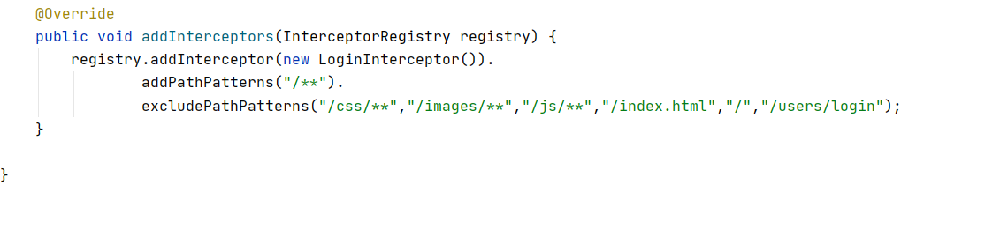 @Override
public void addInterceptors(InterceptorRegistry registry) {
registry.addInterceptor(new LoginInterceptor()).
addPathPatterns("/**").
excludePathPatterns("/css/**","/images/**","/js/**","/index.html","/","/users/login");
}
}